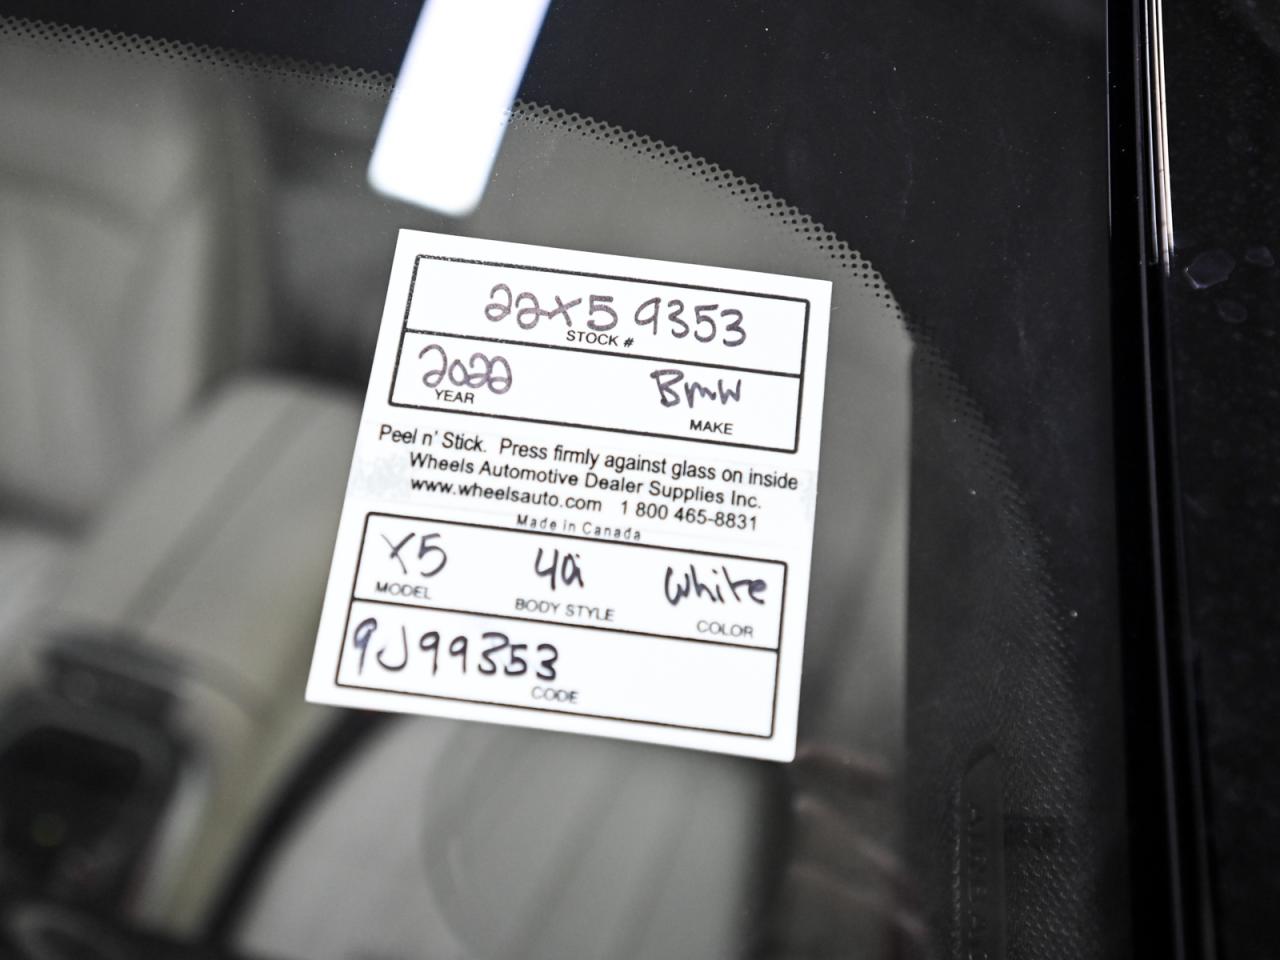 22X5 9353
STOCK #
2022 BMW
YEAR MAKE
Peel n' Stick. Press firmly against glass on inside
Wheels Automotive Dealer Supplies Inc.
www.wheelsauto.com 1 800 465-8831
Made in Canada
X5 40i White
MODEL BODY STYLE COLOR
9J99353
CODE